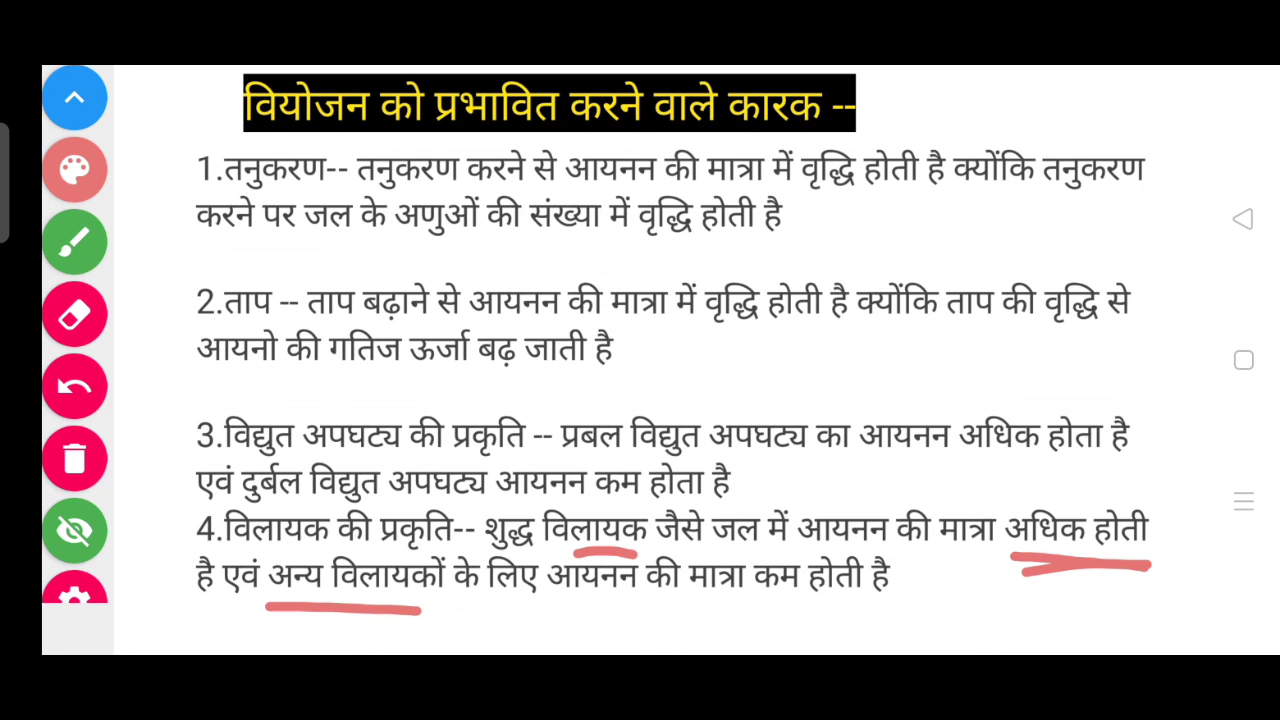 वियोजन को प्रभावित करने वाले कारक --
1.तनुकरण-- तनुकरण करने से आयनन की मात्रा में वृद्धि होती है क्योंकि तनुकरण
करने पर जल के अणुओं की संख्या में वृद्धि होती है
2.ताप -- ताप बढ़ाने से आयनन की मात्रा में वृद्धि होती है क्योंकि ताप की वृद्धि से
आयनो की गतिज ऊर्जा बढ़ जाती है
3.विद्युत अपघट्य की प्रकृति -- प्रबल विद्युत अपघट्य का आयनन अधिक होता है
एवं दुर्बल विद्युत अपघट्य आयनन कम होता है
4.विलायक की प्रकृति-- शुद्ध विलायक जैसे जल में आयनन की मात्रा अधिक होती
है एवं अन्य विलायकों के लिए आयनन की मात्रा कम होती है